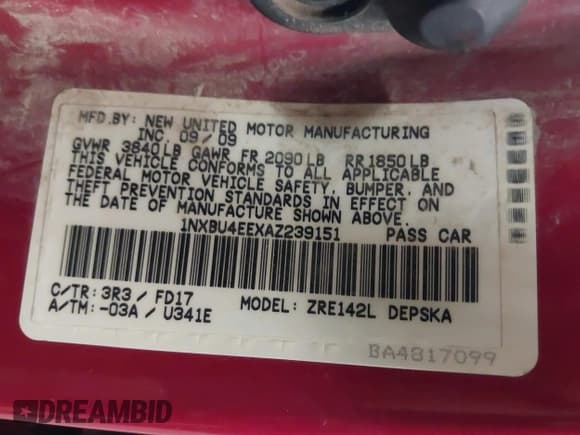 MFD.BY: NEW UNITED MOTOR MANUFACTURING
INC. 09/09
GVWR 3840LB GAWR FR 2090LB RR1850LB
THIS VEHICLE CONFORMS TO ALL APPLICABLE
FEDERAL MOTOR VEHICLE SAFETY, BUMPER, AND
THEFT PREVENTION STANDARDS IN EFFECT ON
THE DATE OF MANUFACTURE SHOWN ABOVE.
1NXBU4EEXAZ239151 PASS CAR
C/TR: 3R3 / FD17
A/TM: -03A / U341E
MODEL: ZRE142L DEPSKA
BA4817099
DREAMBID